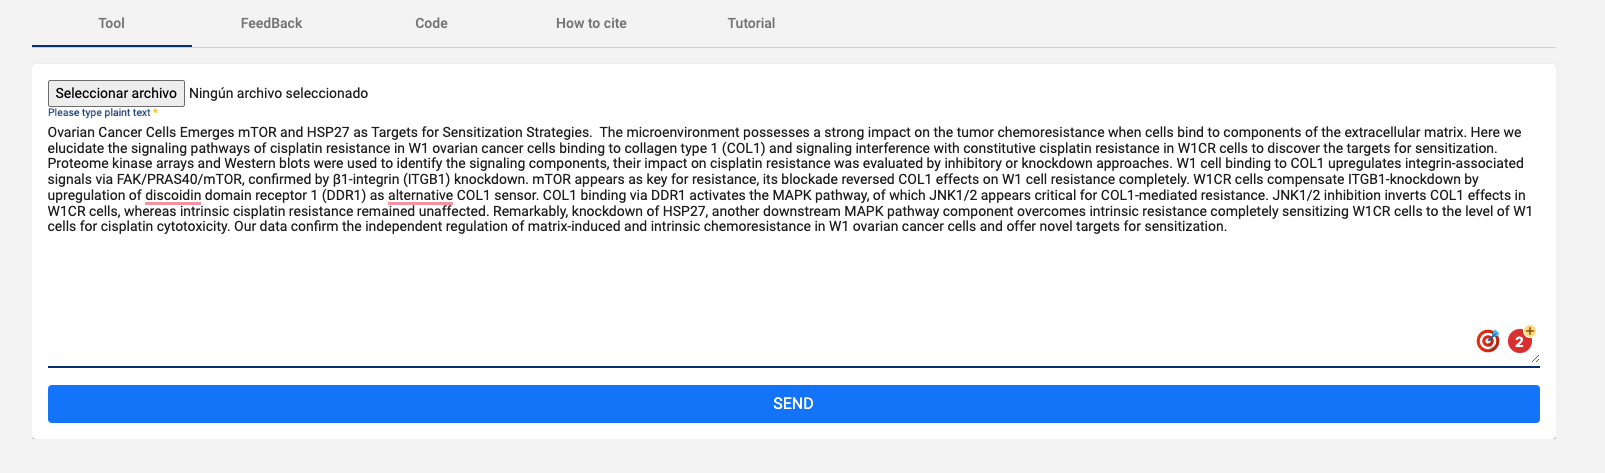 Tool FeedBack Code How to cite Tutorial
Seleccionar archivo Ningún archivo seleccionado
Please type plaint text *
Ovarian Cancer Cells Emerges mTOR and HSP27 as Targets for Sensitization Strategies.  The microenvironment possesses a strong impact on the tumor chemoresistance when cells bind to components of the extracellular matrix. Here we
elucidate the signaling pathways of cisplatin resistance in W1 ovarian cancer cells binding to collagen type 1 (COL1) and signaling interference with constitutive cisplatin resistance in W1CR cells to discover the targets for sensitization.
Proteome kinase arrays and Western blots were used to identify the signaling components, their impact on cisplatin resistance was evaluated by inhibitory or knockdown approaches. W1 cell binding to COL1 upregulates integrin-associated
signals via FAK/PRAS40/mTOR, confirmed by β1-integrin (ITGB1) knockdown. mTOR appears as key for resistance, its blockade reversed COL1 effects on W1 cell resistance completely. W1CR cells compensate ITGB1-knockdown by
upregulation of discoidin domain receptor 1 (DDR1) as alternative COL1 sensor. COL1 binding via DDR1 activates the MAPK pathway, of which JNK1/2 appears critical for COL1-mediated resistance. JNK1/2 inhibition inverts COL1 effects in
W1CR cells, whereas intrinsic cisplatin resistance remained unaffected. Remarkably, knockdown of HSP27, another downstream MAPK pathway component overcomes intrinsic resistance completely sensitizing W1CR cells to the level of W1
cells for cisplatin cytotoxicity. Our data confirm the independent regulation of matrix-induced and intrinsic chemoresistance in W1 ovarian cancer cells and offer novel targets for sensitization.
2 +
SEND